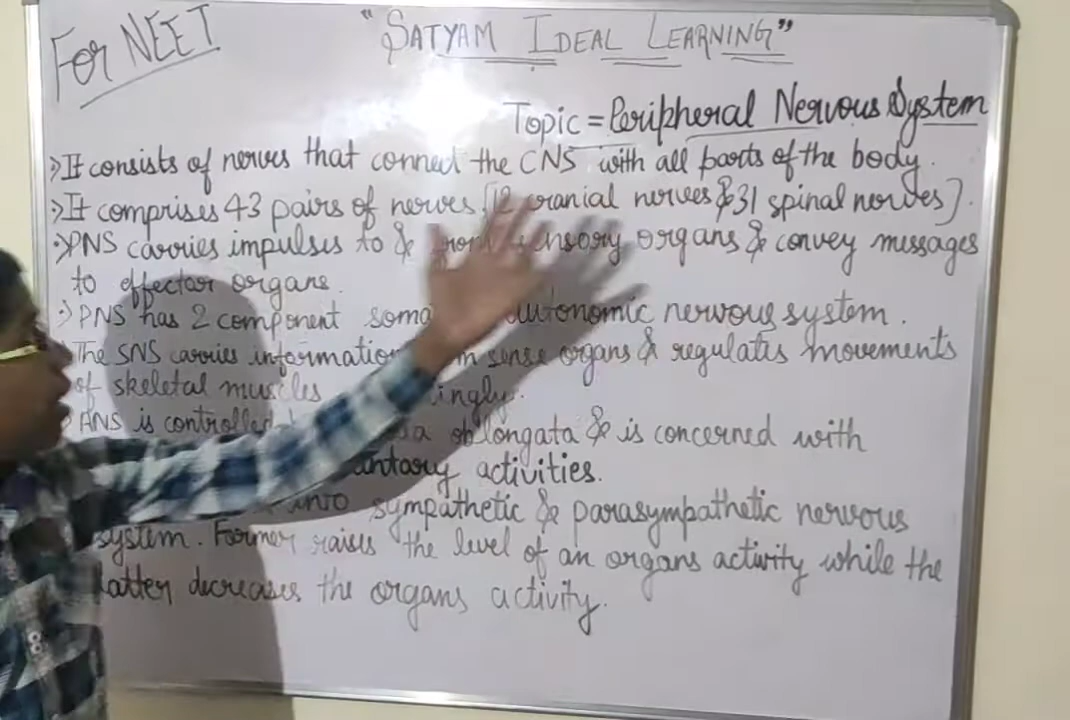 For NEET
"SATYAM IDEAL LEARNING"
Topic = Peripheral Nervous System
It consists of nerves that connect the CNS with all parts of the body.
It comprises 43 pairs of nerves. [12 cranial nerves & 31 spinal nerves].
PNS carries impulses to & from sensory organs & convey messages
to effector organs.
PNS has 2 component autonomic nervous system.
The SNS carries information sense organs & regulates movements
of skeletal muscles
ANS is controlled oblongata & is concerned with
activities.
into sympathetic & parasympathetic nervous
system. Former raises the level of an organs activity while the
latter decreases the organs activity.